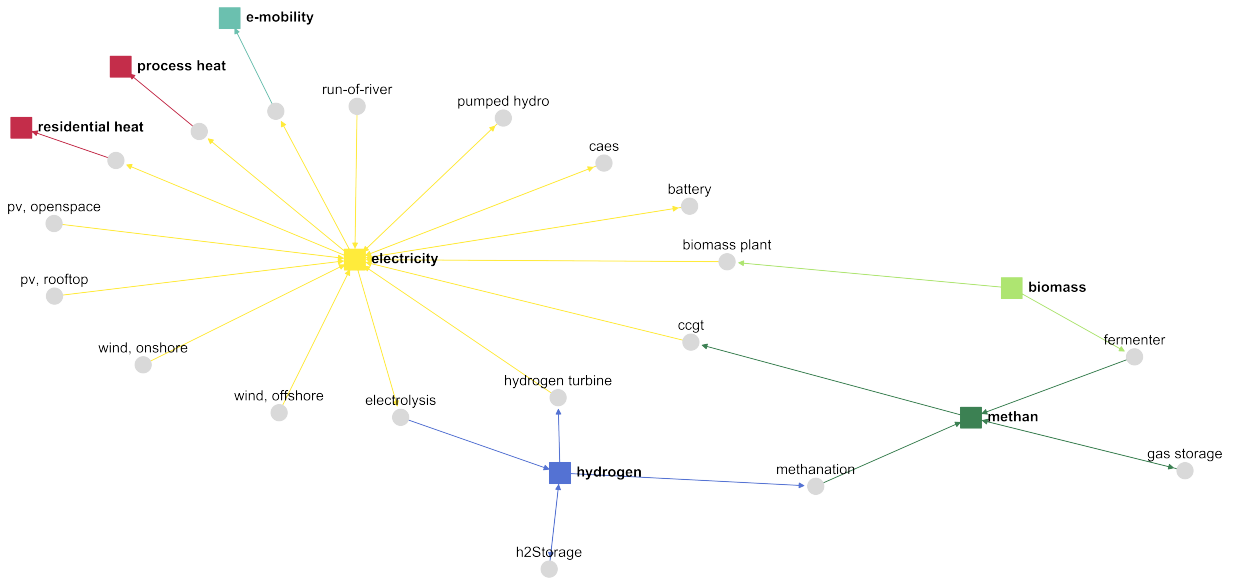 e-mobility
process heat
run-of-river
pumped hydro
residential heat
caes
battery
pv, openspace
biomass plant
electricity
pv, rooftop
biomass
ccgt
fermenter
wind, onshore
hydrogen turbine
wind, offshore
electrolysis
methan
gas storage
methanation
hydrogen
h2Storage